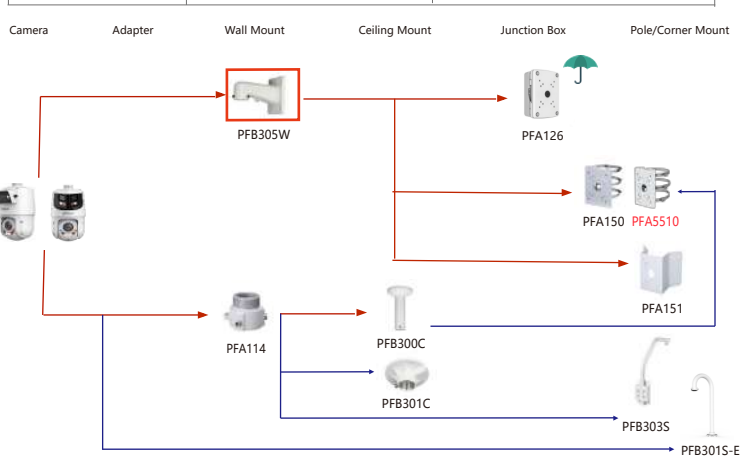 Camera Adapter Wall Mount Ceiling Mount Junction Box Pole/Corner Mount
PFB305W
PFA126
PFA150 PFA5510
PFA151
PFA114
PFB300C
PFB301C
PFB303S
PFB301S-E